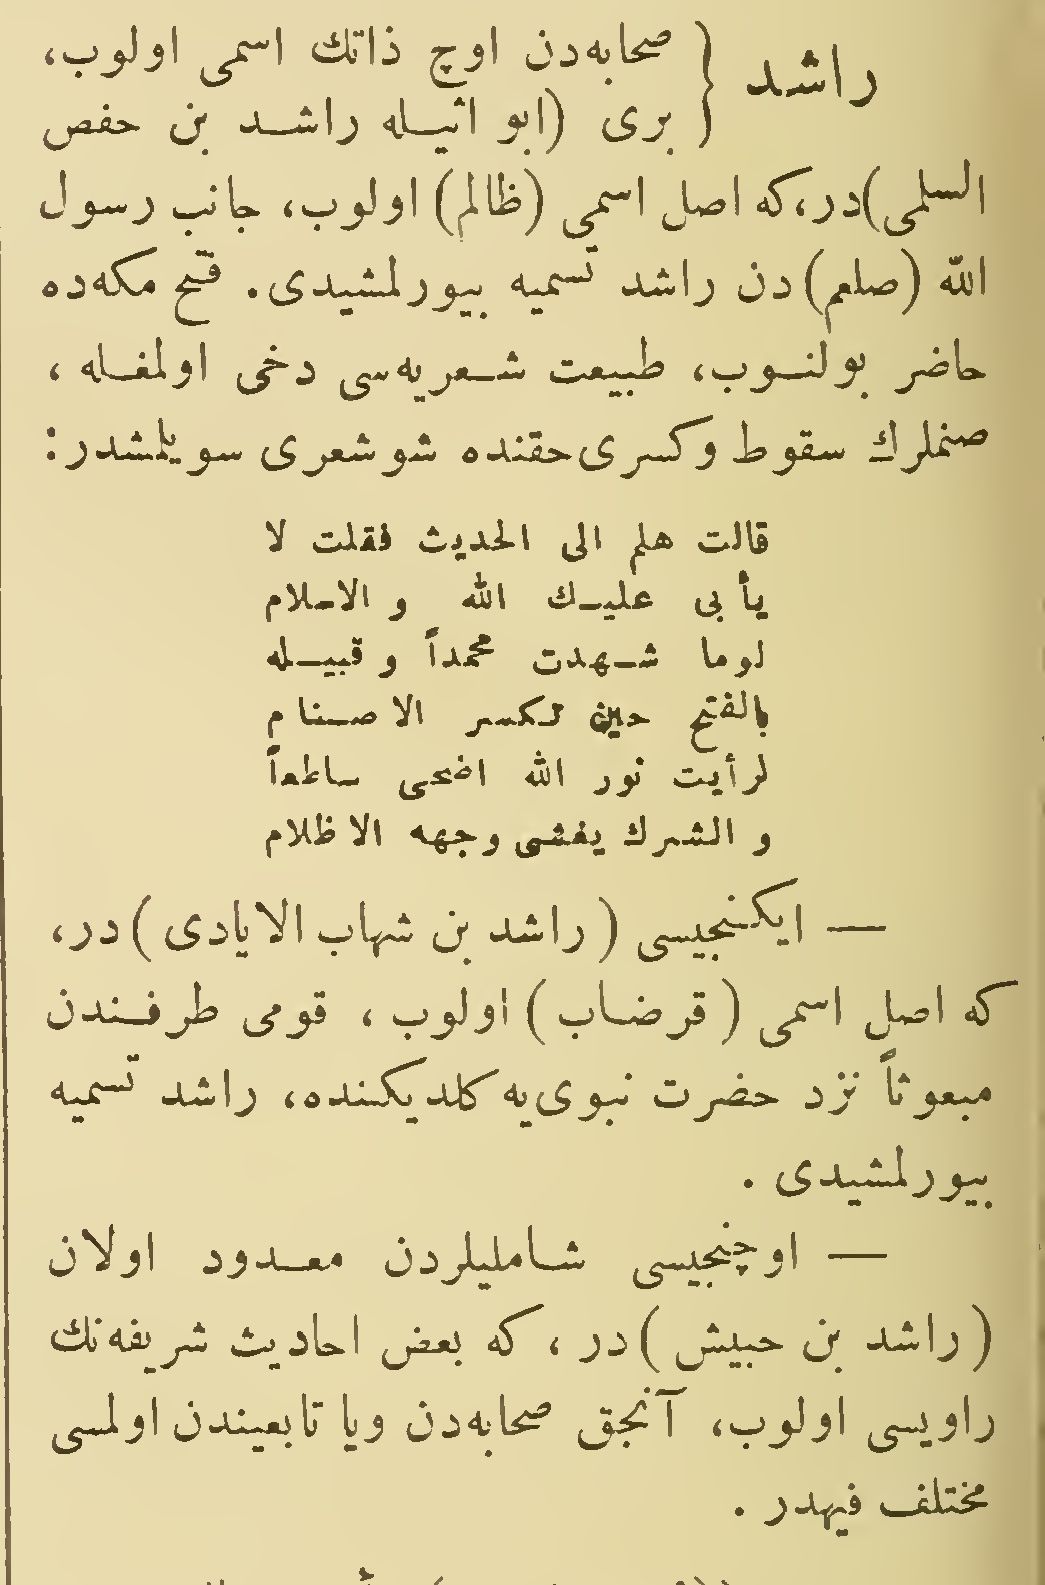 راشد { صحابه‌دن اوچ ذاتك اسمی اولوب،
بری (ابو اثیله راشد بن حفص
السلمی)در،كه اصل اسمی (ظالم) اولوب، جانب رسول
الله (صلعم)دن راشد تسمیه بیورلمشیدی. فتح مكه‌ده
حاضر بولنوب، طبیعت شعریه‌سی دخی اولمغله،
صنملرك سقوط وكسری حقنده شو شعری سویلمشدر:
قالت هلم الی الحدیث فقلت لا
یأبی علیك الله و الاسلام
لوما شهدت محمداً و قبیله
بالفتح حین تكسر الاصنام
لرأیت نور الله اضحی ساطعاً
و الشرك یغشی وجهه الاظلام
— ایكنجیسی (راشد بن شهاب الایادی)در،
كه اصل اسمی (قرضاب) اولوب، قومی طرفندن
مبعوثاً نزد حضرت نبوی‌یه كلدیكنده، راشد تسمیه
بیورلمشیدی.
— اوچنجیسی شاملیلردن معدود اولان
(راشد بن حبیش)در، كه بعض احادیث شریفه‌نك
راویسی اولوب، آنجق صحابه‌دن ویا تابعیندن اولمسی
مختلف فیهدر.